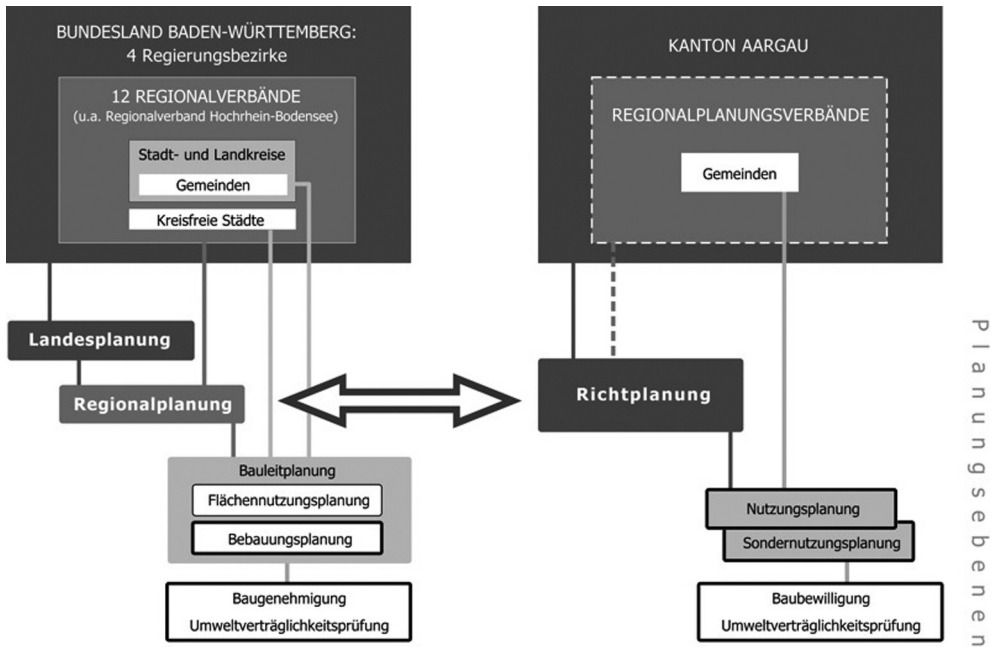 BUNDESLAND BADEN-WÜRTTEMBERG:
4 Regierungsbezirke
12 REGIONALVERBÄNDE
(u.a. Regionalverband Hochrhein-Bodensee)
Stadt- und Landkreise
Gemeinden
Kreisfreie Städte
Landesplanung
Regionalplanung
Bauleitplanung
Flächennutzungsplanung
Bebauungsplanung
Baugenehmigung
Umweltverträglichkeitsprüfung
KANTON AARGAU
REGIONALPLANUNGSVERBÄNDE
Gemeinden
Richtplanung
Nutzungsplanung
Sondernutzungsplanung
Baubewilligung
Umweltverträglichkeitsprüfung
Planungsebenen